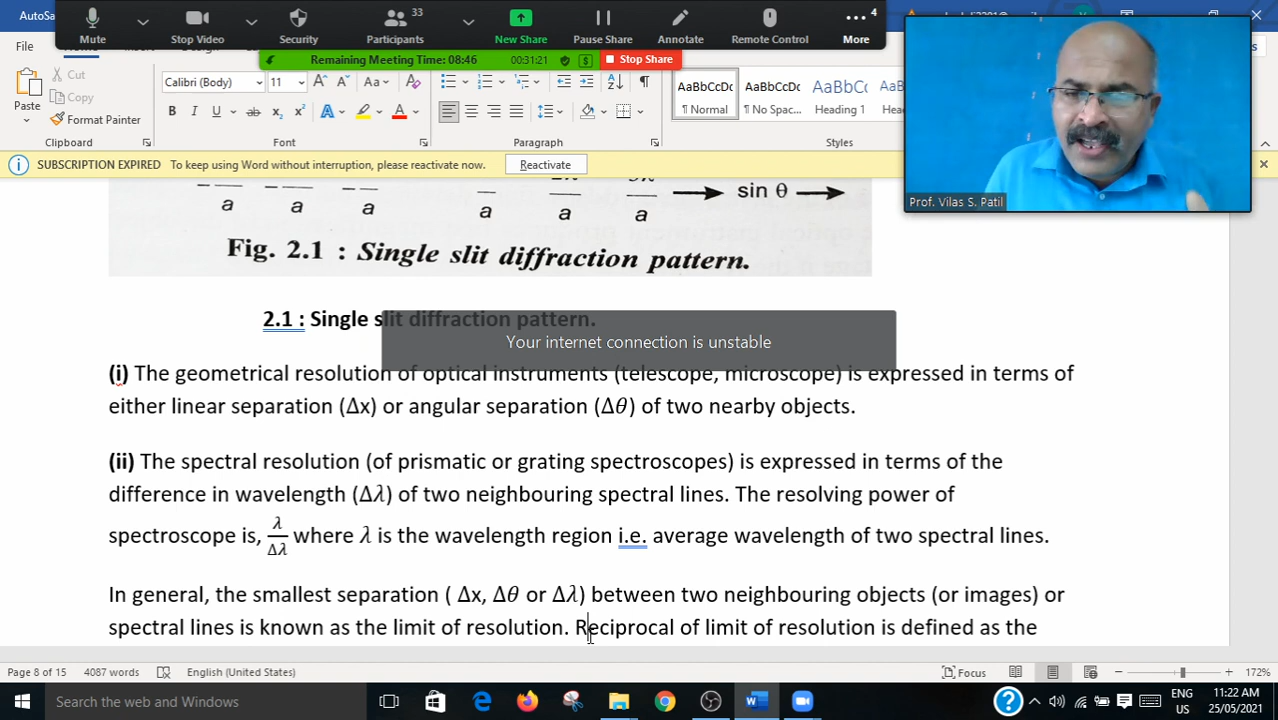 AutoSa
Mute
Stop Video
Security
33
Participants
New Share
Pause Share
Annotate
Remote Control
4
More
Remaining Meeting Time: 08:46
00:31:21
Stop Share
File
Cut
Copy
Paste
Format Painter
Calibri (Body)
11
Aa
AaBbCcDc
¶ Normal
AaBbCcDc
¶ No Spac...
AaBbCc
Heading 1
Clipboard
Font
Paragraph
Styles
SUBSCRIPTION EXPIRED To keep using Word without interruption, please reactivate now.
Reactivate
Prof. Vilas S. Patil
a a a a a a sin θ
Fig. 2.1 : Single slit diffraction pattern.
2.1 : Single slit diffraction pattern.
Your internet connection is unstable
(i) The geometrical resolution of optical instruments (telescope, microscope) is expressed in terms of
either linear separation (Δx) or angular separation (Δ𝜃) of two nearby objects.
(ii) The spectral resolution (of prismatic or grating spectroscopes) is expressed in terms of the
difference in wavelength (Δ𝜆) of two neighbouring spectral lines. The resolving power of
spectroscope is, 𝜆/Δ𝜆 where 𝜆 is the wavelength region i.e. average wavelength of two spectral lines.
In general, the smallest separation ( Δx, Δ𝜃 or Δ𝜆) between two neighbouring objects (or images) or
spectral lines is known as the limit of resolution. Reciprocal of limit of resolution is defined as the
Page 8 of 15
4087 words
English (United States)
Focus
172%
Search the web and Windows
ENG
US
11:22 AM
25/05/2021